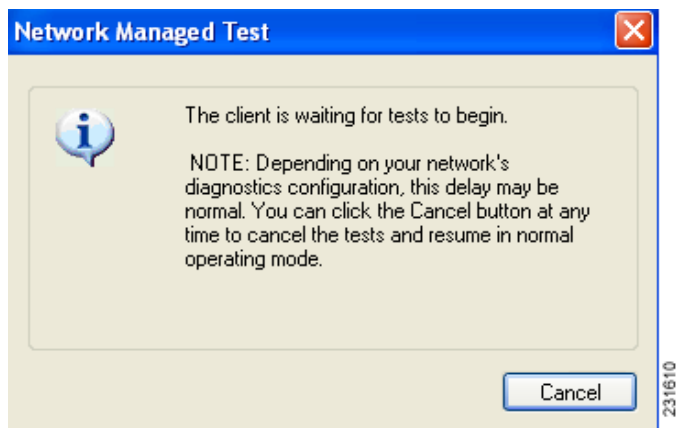 Network Managed Test
The client is waiting for tests to begin.
NOTE: Depending on your network's
diagnostics configuration, this delay may be
normal. You can click the Cancel button at any
time to cancel the tests and resume in normal
operating mode.
Cancel
231610